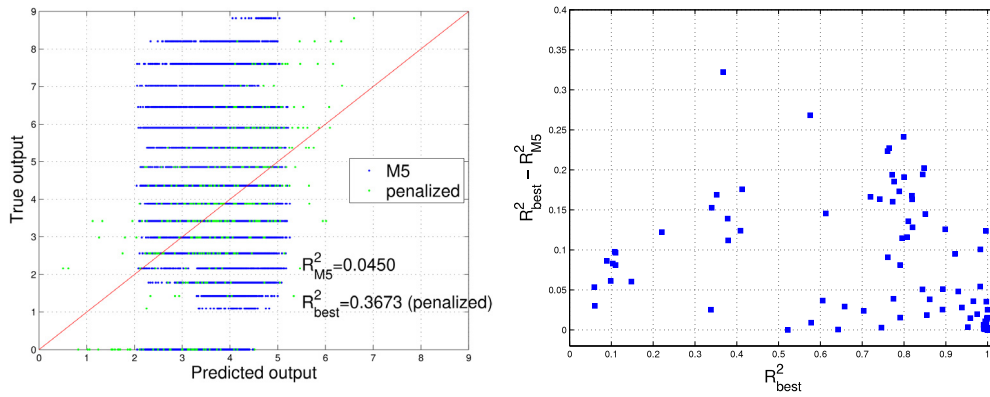 9
8
7
6
5
4
3
2
1
0
True output
0 1 2 3 4 5 6 7 8 9
Predicted output
M5
penalized
R²M5=0.0450
R²best=0.3673 (penalized)
0.4
0.35
0.3
0.25
0.2
0.15
0.1
0.05
0
R²best – R²M5
0 0.1 0.2 0.3 0.4 0.5 0.6 0.7 0.8 0.9 1
R²best